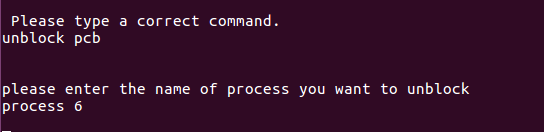 Please type a correct command.
unblock pcb
please enter the name of process you want to unblock
process 6